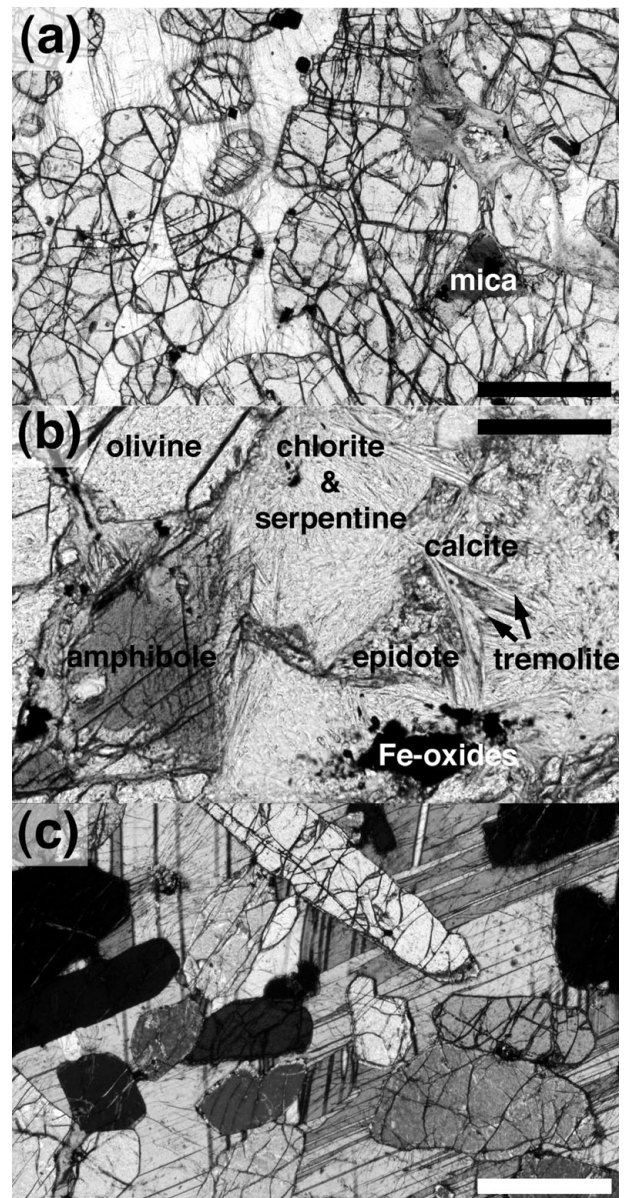 (a)
mica
(b)
olivine
chlorite
&
serpentine
calcite
amphibole
epidote
tremolite
Fe-oxides
(c)